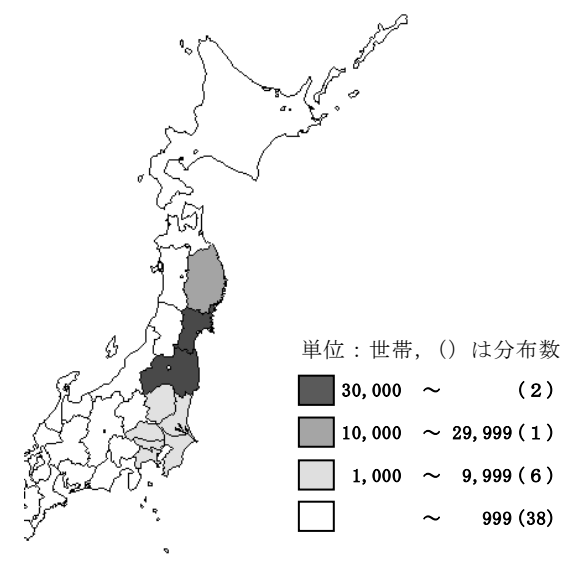 単位：世帯，() は分布数
30,000 ～ (2)
10,000 ～ 29,999(1)
1,000 ～ 9,999(6)
～ 999(38)